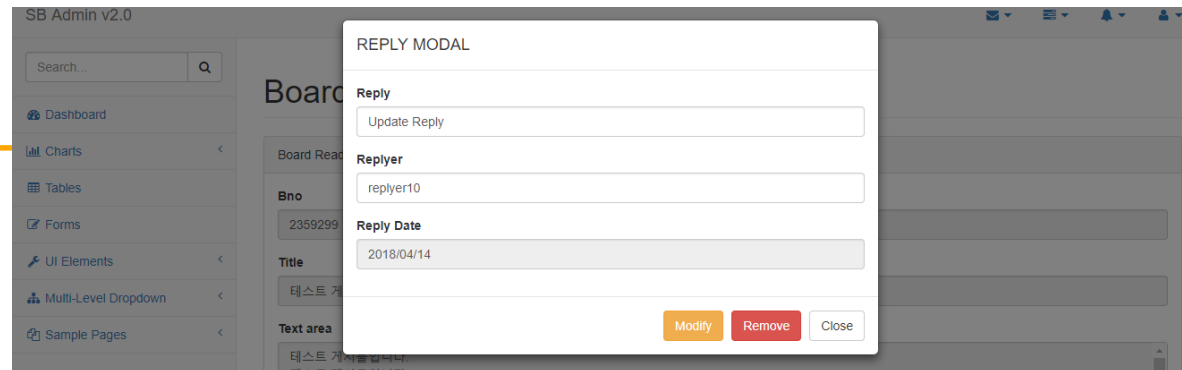 SB Admin v2.0
REPLY MODAL
Search...
Board
Reply
Dashboard
Update Reply
Charts
Board Read
Replyer
Tables
Bno
replyer10
Forms
2359299
Reply Date
UI Elements
Title
2018/04/14
Multi-Level Dropdown
테스트 게
Sample Pages
Text area
Modify Remove Close
테스트 게시물입니다.